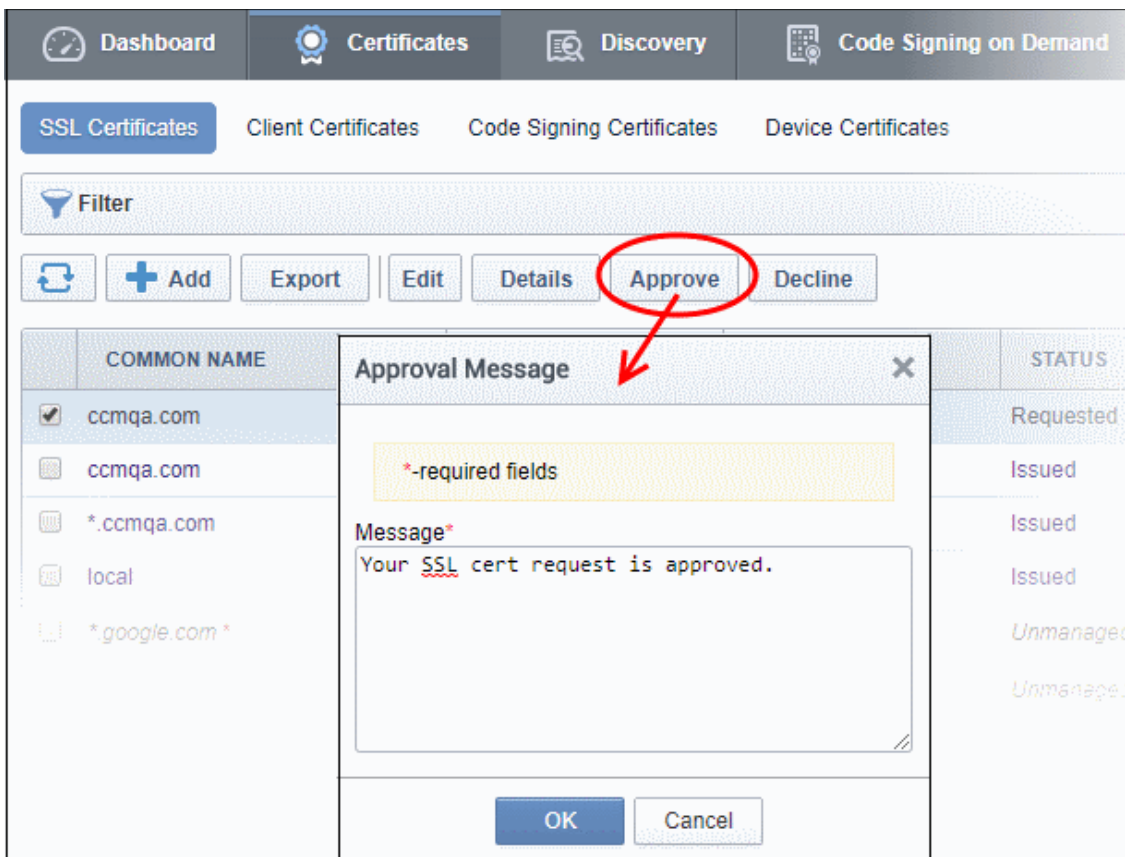 Dashboard Certificates Discovery Code Signing on Demand
SSL Certificates Client Certificates Code Signing Certificates Device Certificates
Filter
Add Export Edit Details Approve Decline
COMMON NAME STATUS
Approval Message
ccmqa.com Requested
*-required fields
ccmqa.com Issued
*.ccmqa.com Issued
Message*
Your SSL cert request is approved.
local Issued
*.google.com * Unmanaged
Unmanage
OK Cancel